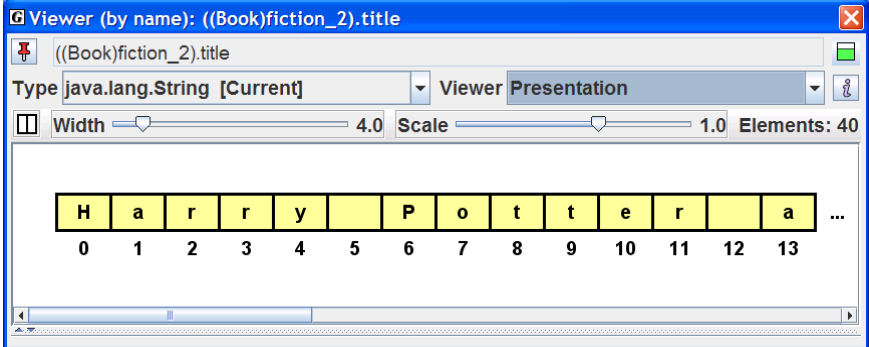 G Viewer (by name): ((Book)fiction_2).title
((Book)fiction_2).title
Type java.lang.String [Current] Viewer Presentation i
Width 4.0 Scale 1.0 Elements: 40
H a r r y P o t t e r a ...
0 1 2 3 4 5 6 7 8 9 10 11 12 13